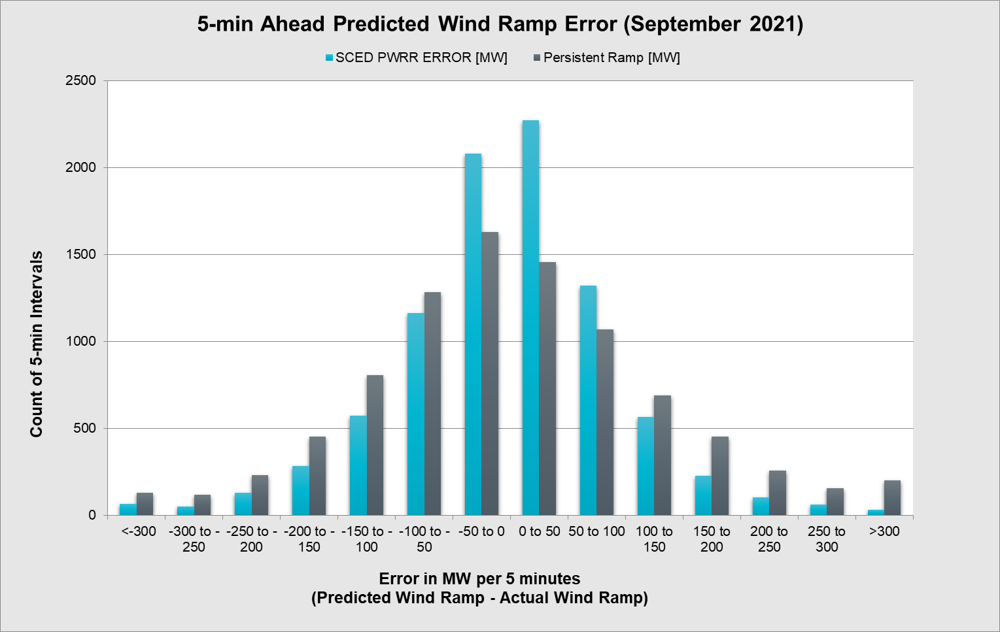 5-min Ahead Predicted Wind Ramp Error (September 2021)
SCED PWRR ERROR [MW] Persistent Ramp [MW]
2500
2000
1500
1000
500
0
Count of 5-min Intervals
<-300 -300 to - -250 to - -200 to - -150 to - -100 to - -50 to 0 0 to 50 50 to 100 100 to 150 to 200 to 250 to >300
250 200 150 100 50 150 200 250 300
Error in MW per 5 minutes
(Predicted Wind Ramp - Actual Wind Ramp)